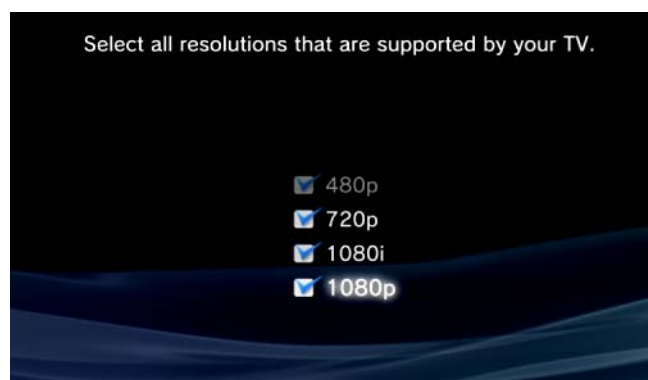 Select all resolutions that are supported by your TV.
480p
720p
1080i
1080p